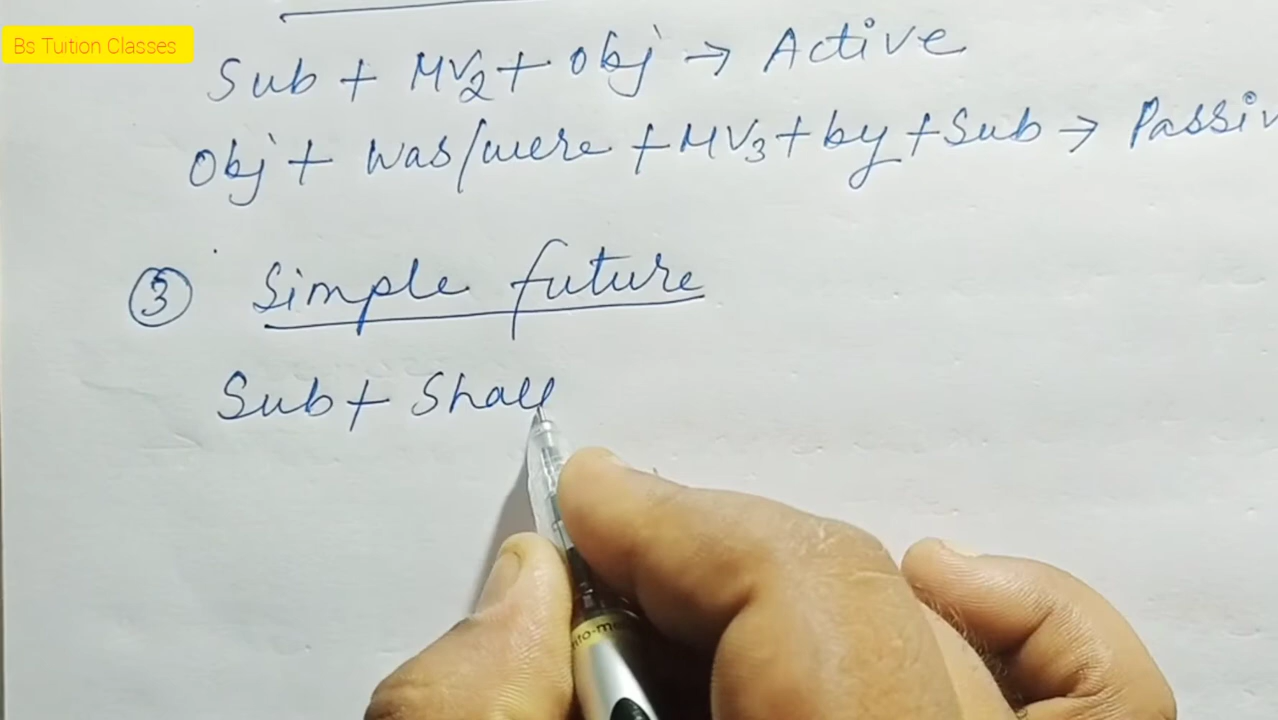 Bs Tuition Classes
Sub + MV2 + Obj → Active
Obj + Was/were + MV3 + by + Sub → Passiv
③ Simple future
Sub + Shall